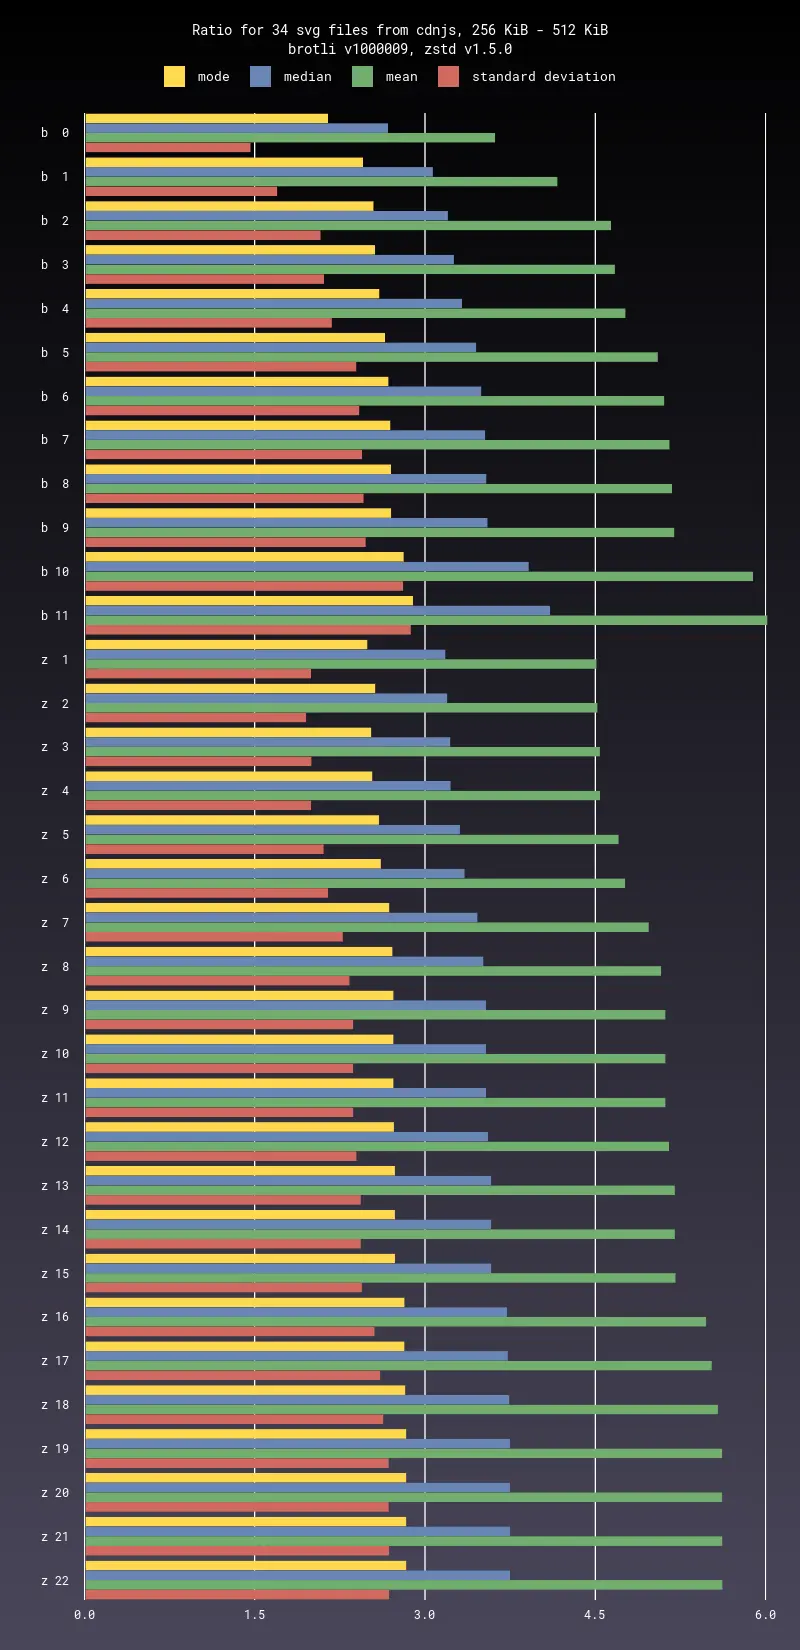 Ratio for 34 svg files from cdnjs, 256 KiB - 512 KiB
brotli v1000009, zstd v1.5.0
mode median mean standard deviation
b 0
b 1
b 2
b 3
b 4
b 5
b 6
b 7
b 8
b 9
b 10
b 11
z 1
z 2
z 3
z 4
z 5
z 6
z 7
z 8
z 9
z 10
z 11
z 12
z 13
z 14
z 15
z 16
z 17
z 18
z 19
z 20
z 21
z 22
0.0 1.5 3.0 4.5 6.0